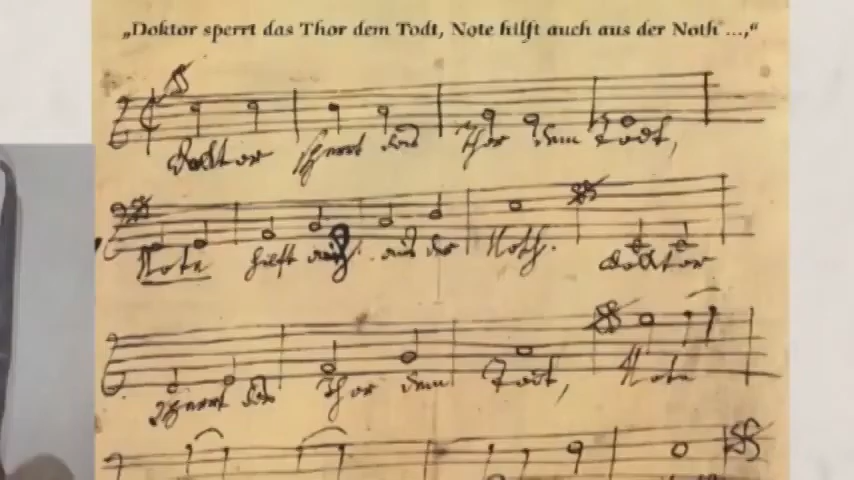 „Doktor sperrt das Thor dem Todt, Note hilft auch aus der Noth ...,“
Doktor sperrt das Thor dem Todt,
Note hilft auch aus der Noth. Doktor
sperrt das Thor dem Todt, Note